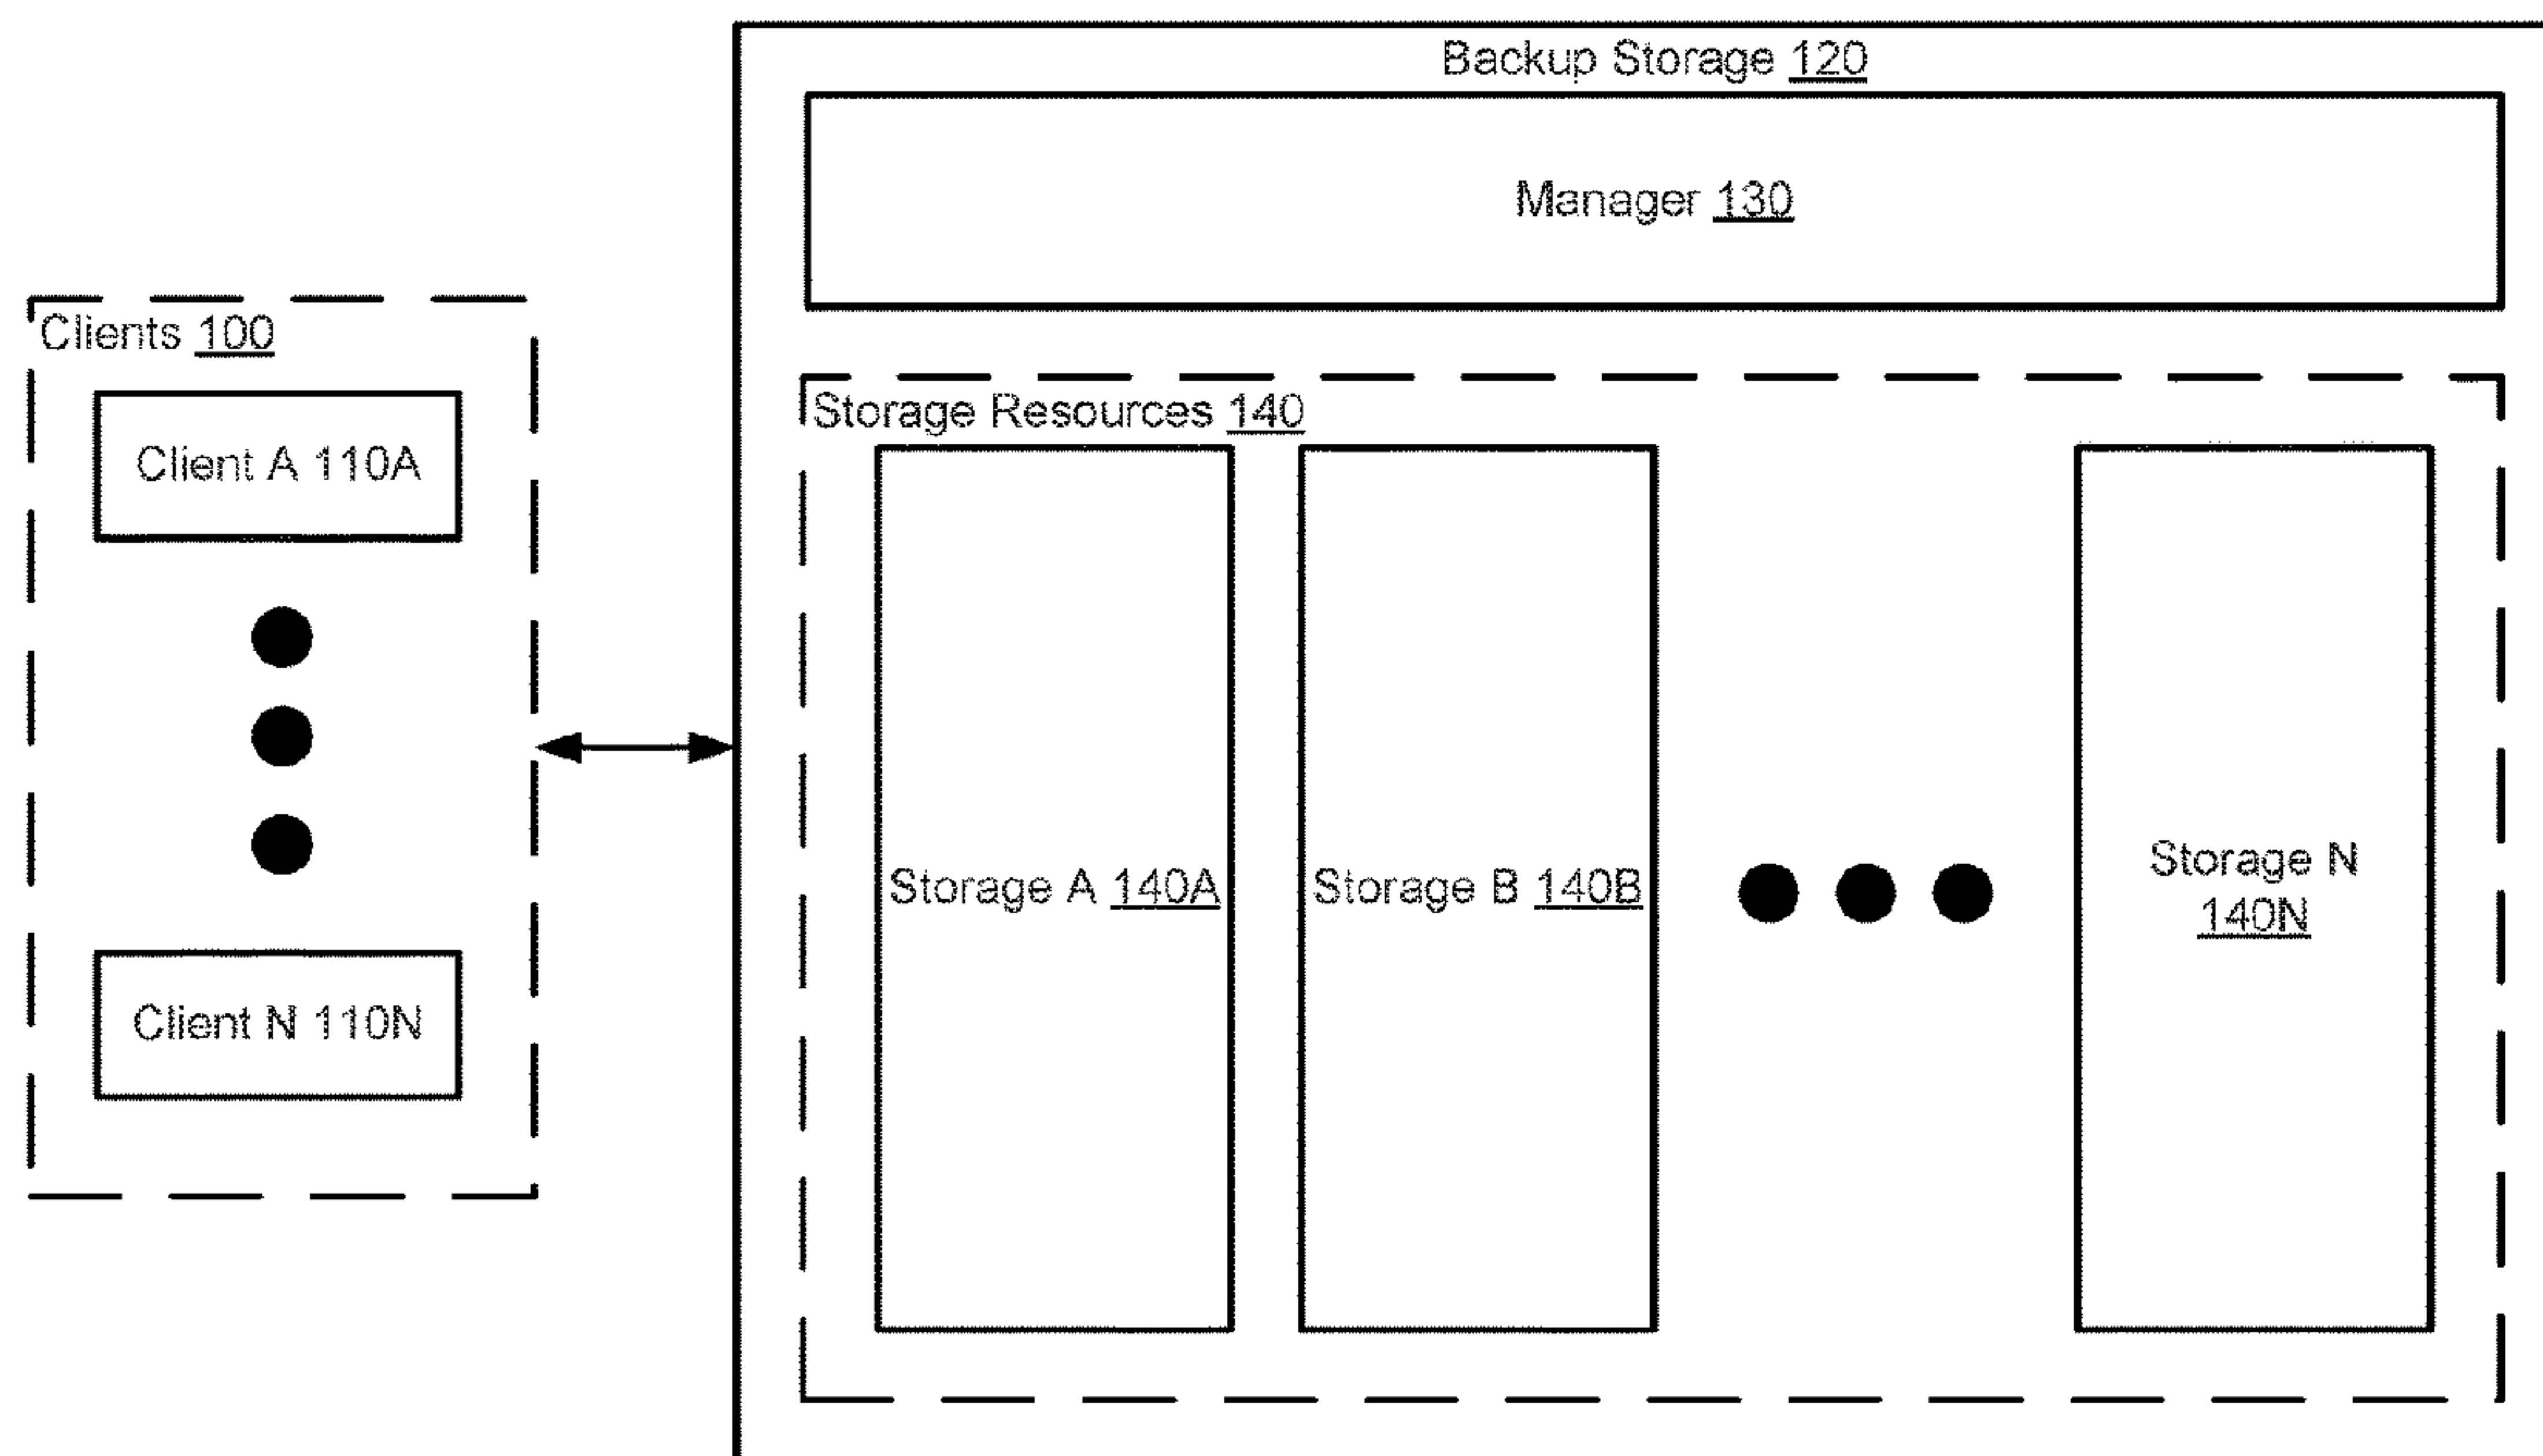 Backup Storage 120
Manager 130
Clients 100
Client A 110A
Client N 110N
Storage Resources 140
Storage A 140A
Storage B 140B
Storage N
140N